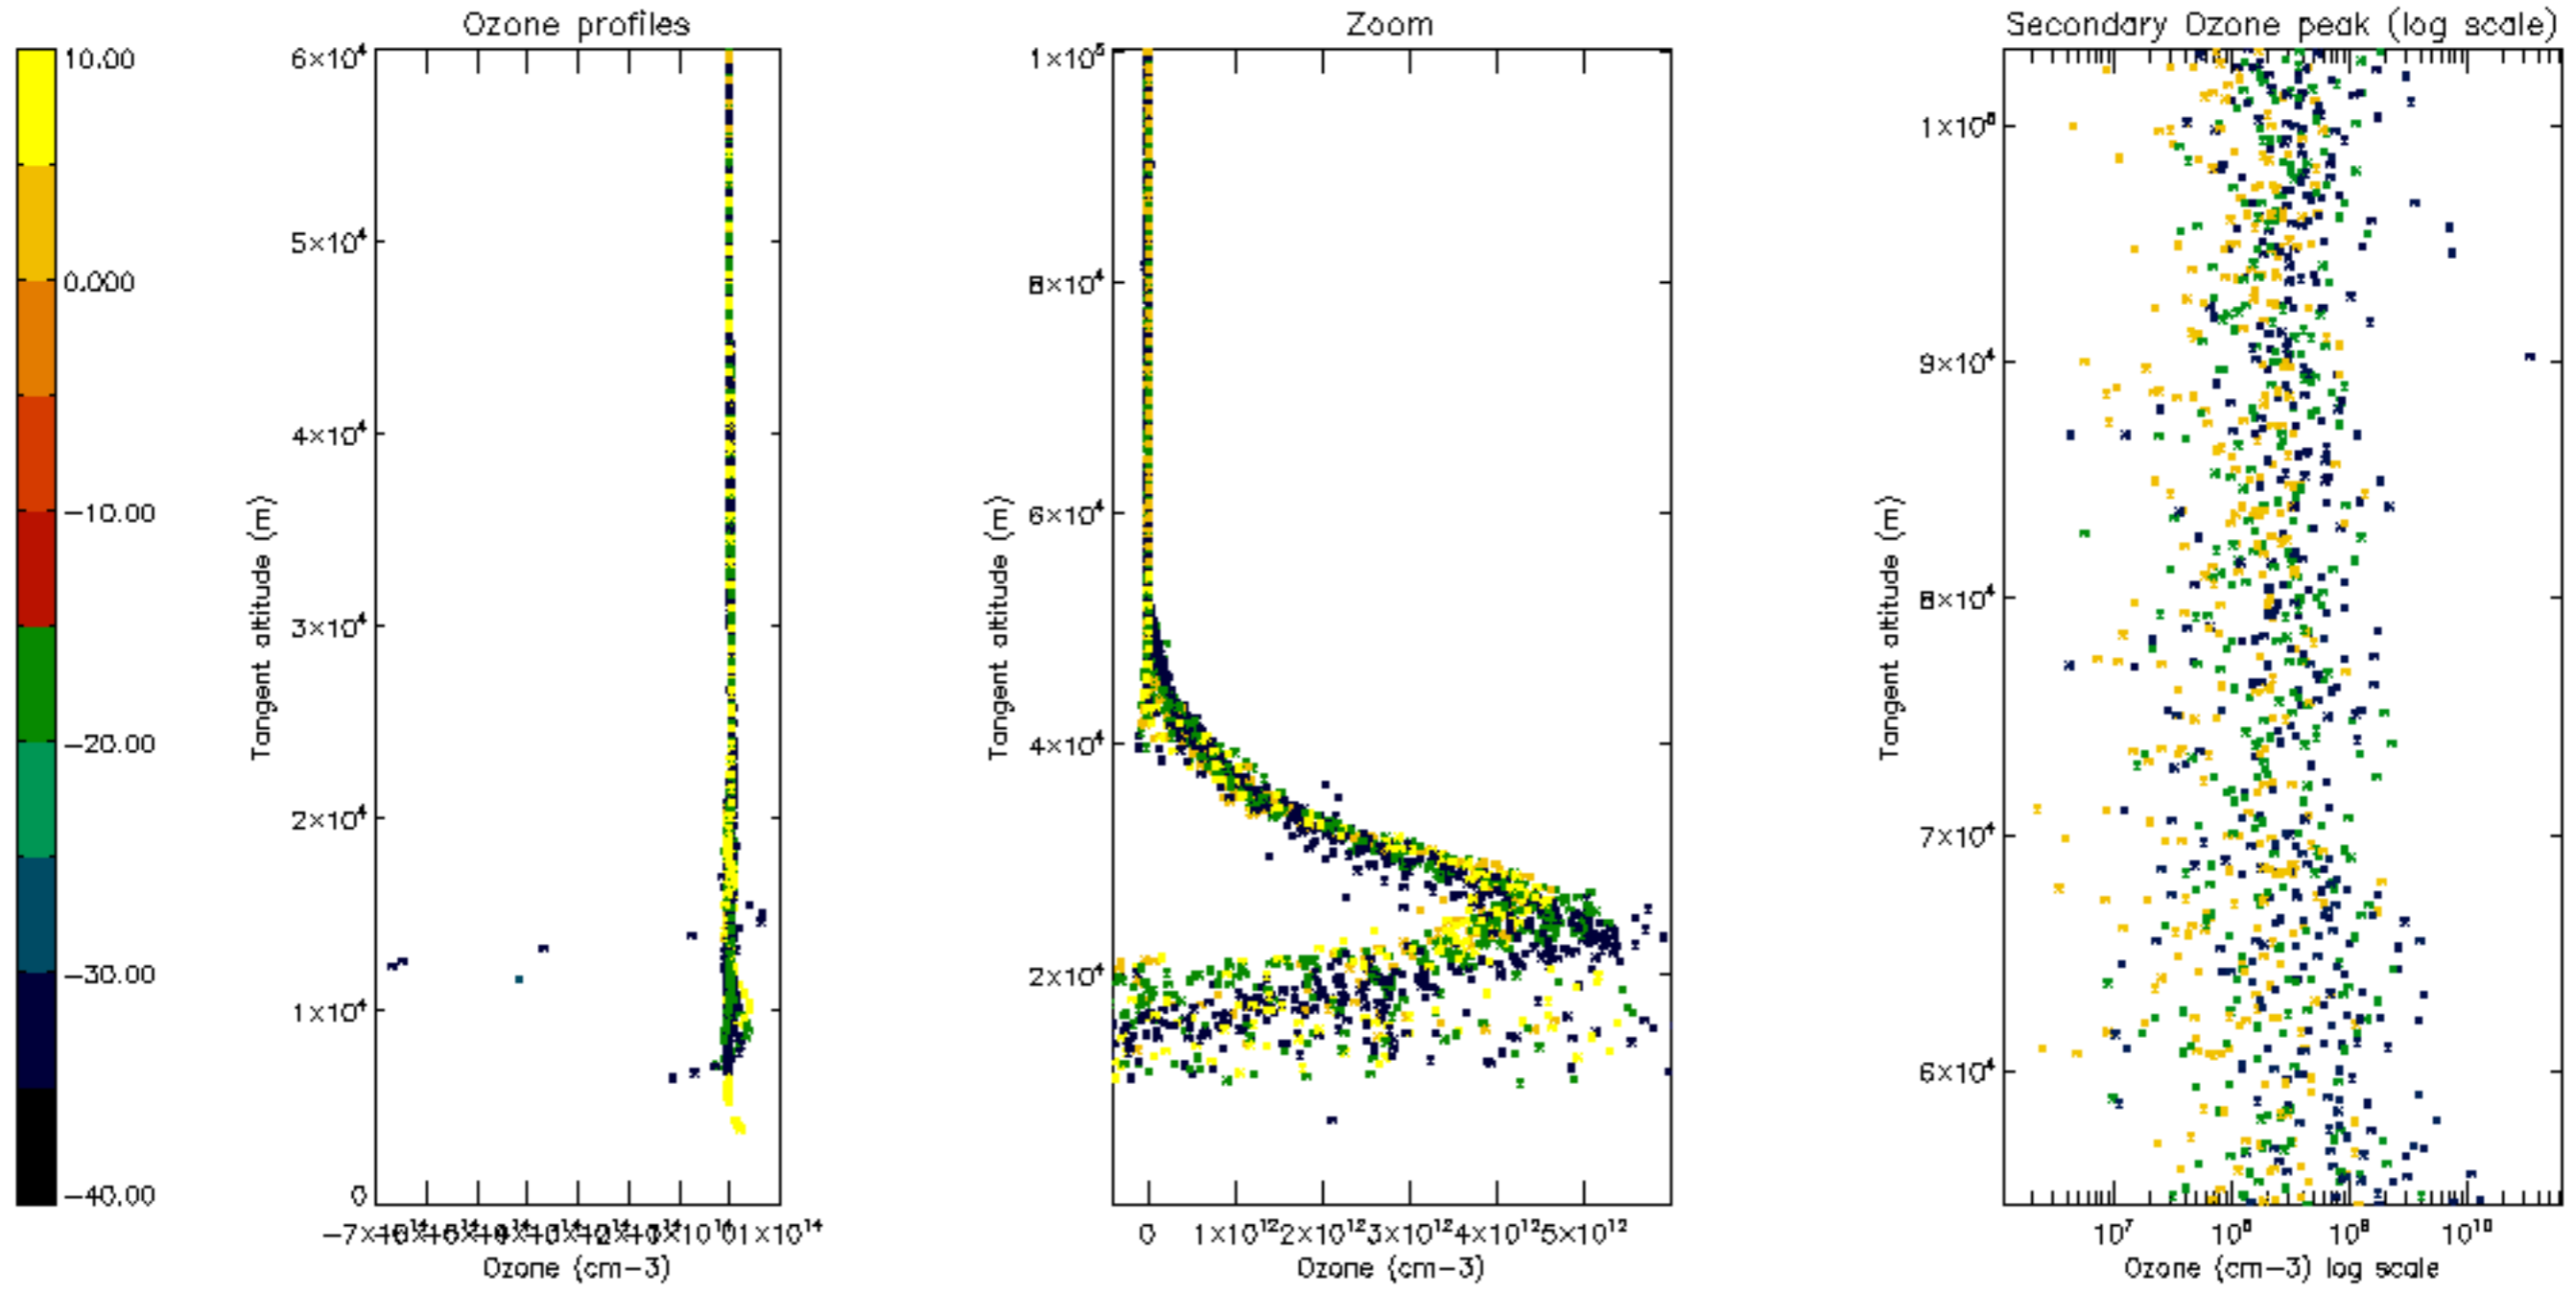 Ozone profiles
Zoom
Secondary Ozone peak (log scale)
10.00
0.000
−10.00
−20.00
−30.00
−40.00
6×10⁴
5×10⁴
4×10⁴
3×10⁴
2×10⁴
1×10⁴
0
Tangent altitude (m)
1×10¹⁴
Ozone (cm−3)
1×10⁵
8×10⁴
6×10⁴
4×10⁴
2×10⁴
Tangent altitude (m)
0 1×10¹² 2×10¹² 3×10¹² 4×10¹² 5×10¹²
Ozone (cm−3)
1×10⁵
9×10⁴
8×10⁴
7×10⁴
6×10⁴
Tangent altitude (m)
10⁷ 10⁸ 10⁹ 10¹⁰
Ozone (cm−3) log scale